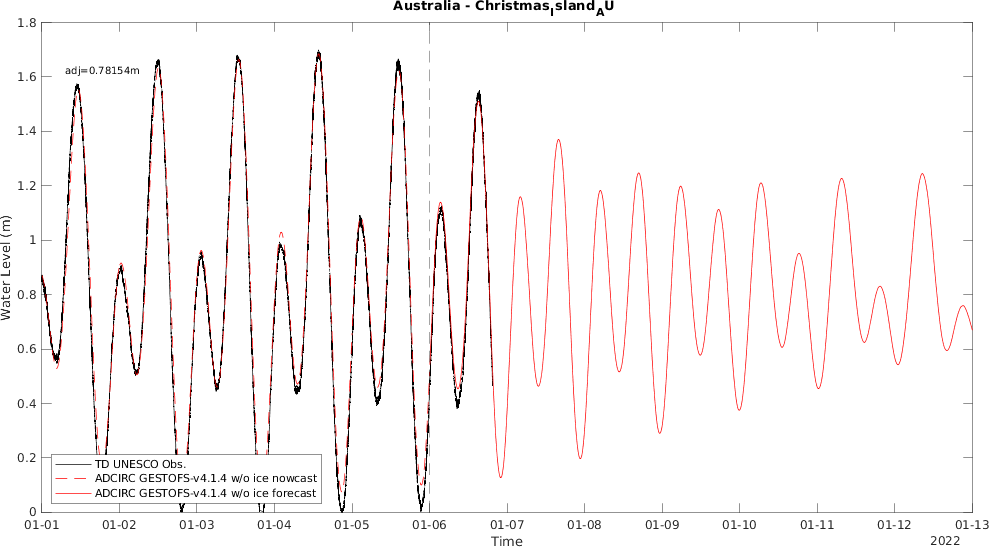 Australia - Christmas_Island_AU
1.8
1.6
1.4
1.2
1
0.8
0.6
0.4
0.2
0
Water Level (m)
adj=0.78154m
TD UNESCO Obs.
ADCIRC GESTOFS-v4.1.4 w/o ice nowcast
ADCIRC GESTOFS-v4.1.4 w/o ice forecast
01-01 01-02 01-03 01-04 01-05 01-06 01-07 01-08 01-09 01-10 01-11 01-12 01-13
Time
2022